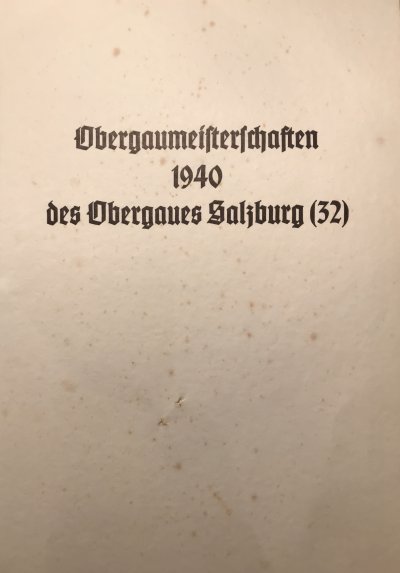 Obergaumeiſterſchaften
1940
des Obergaues Salzburg (32)